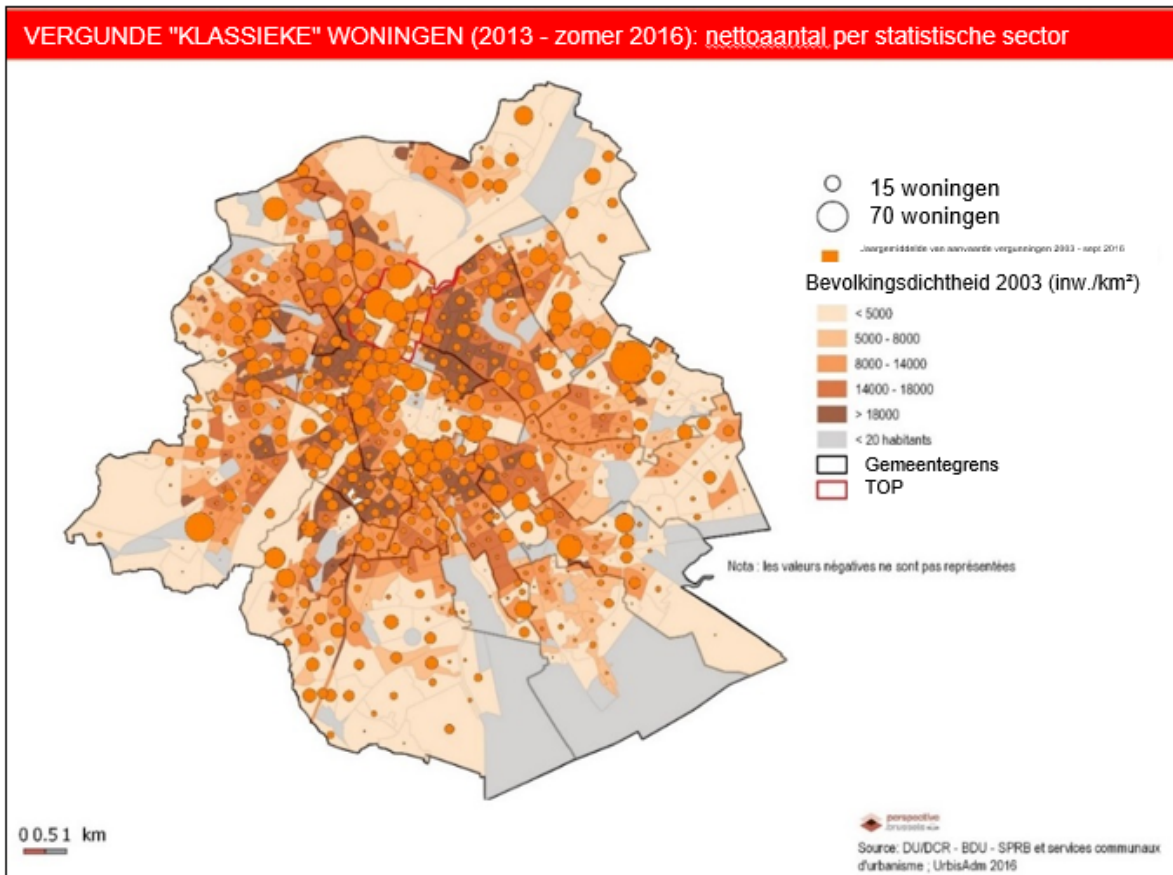 VERGUNDE "KLASSIEKE" WONINGEN (2013 - zomer 2016): nettoaantal per statistische sector
15 woningen
70 woningen
Jaargemiddelde van aanvaarde vergunningen 2003 - sept 2016
Bevolkingsdichtheid 2003 (inw./km²)
< 5000
5000 - 8000
8000 - 14000
14000 - 18000
> 18000
< 20 habitants
Gemeentegrens
TOP
Nota : les valeurs négatives ne sont pas représentées
0 0.5 1 km
perspective
.brussels
Source: DU/DCR - BDU - SPRB et services communaux
d'urbanisme ; UrbisAdm 2016